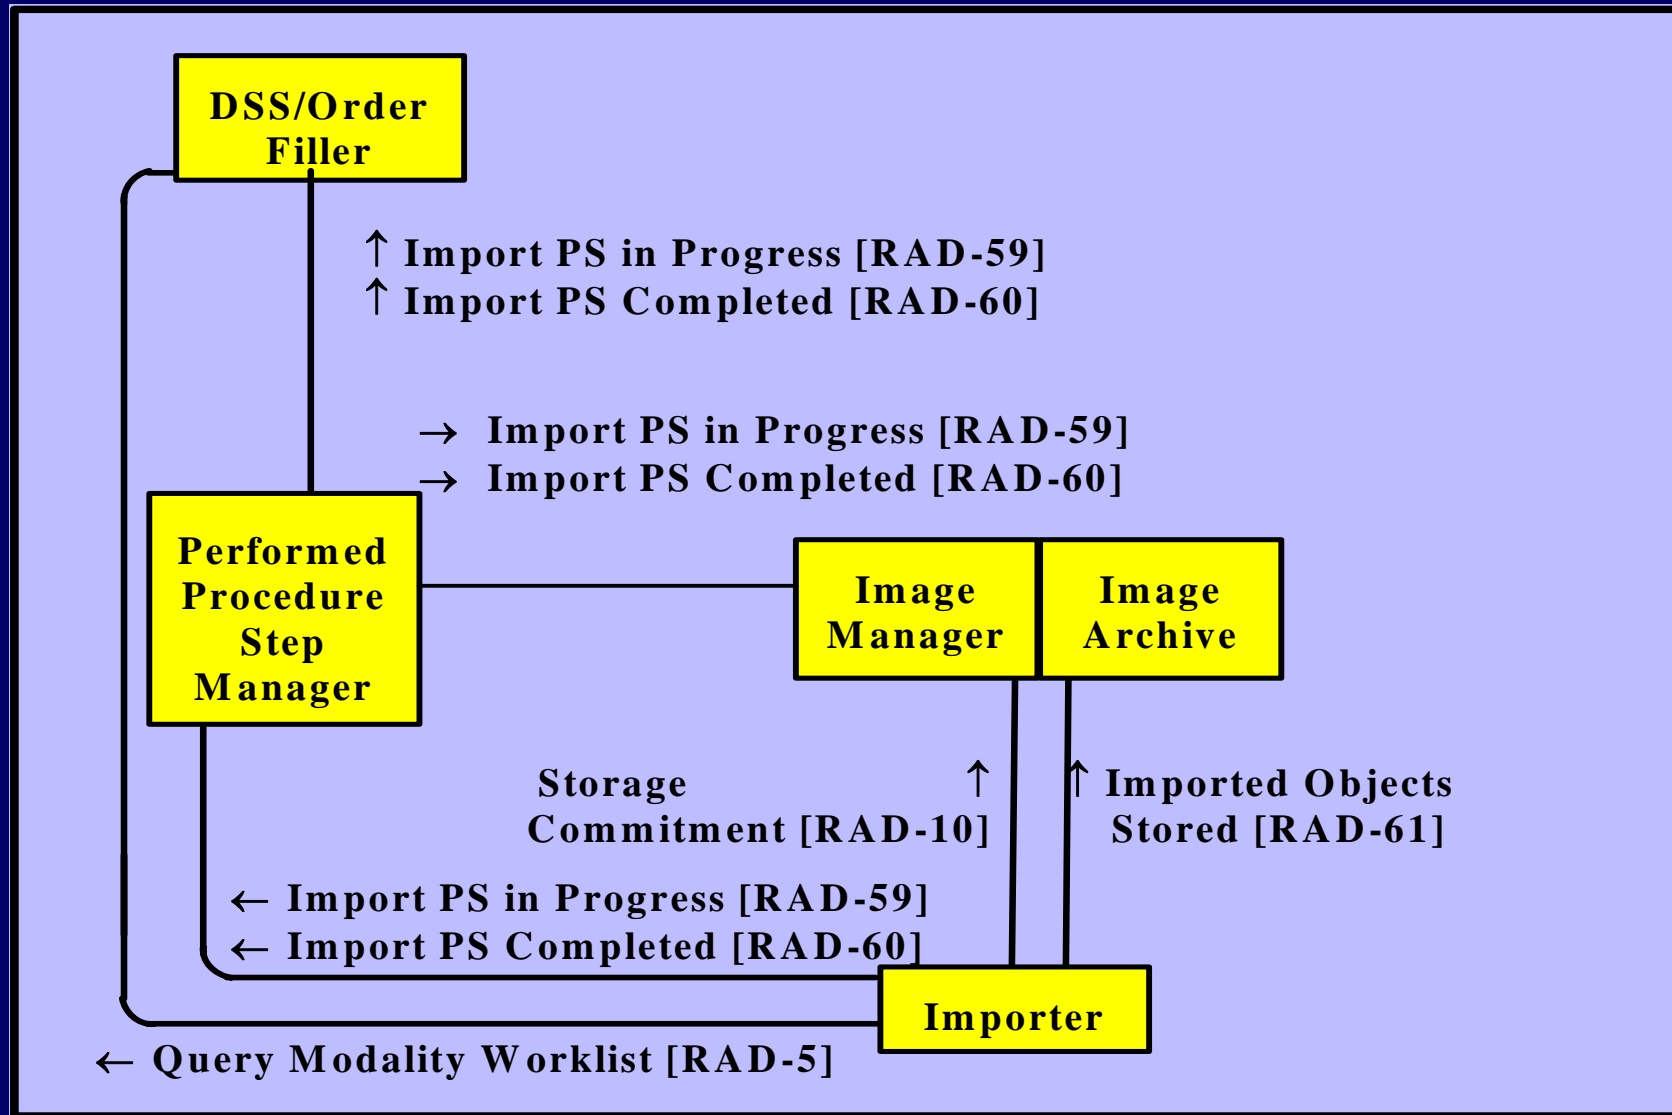 DSS/Order
Filler
↑ Import PS in Progress [RAD-59]
↑ Import PS Completed [RAD-60]
→ Import PS in Progress [RAD-59]
→ Import PS Completed [RAD-60]
Performed
Procedure
Step
Manager
Image
Manager
Image
Archive
Storage ↑
Commitment [RAD-10]
↑ Imported Objects
Stored [RAD-61]
← Import PS in Progress [RAD-59]
← Import PS Completed [RAD-60]
Importer
← Query Modality Worklist [RAD-5]